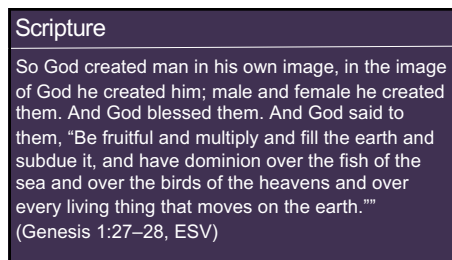 Scripture
So God created man in his own image, in the image
of God he created him; male and female he created
them. And God blessed them. And God said to
them, “Be fruitful and multiply and fill the earth and
subdue it, and have dominion over the fish of the
sea and over the birds of the heavens and over
every living thing that moves on the earth.””
(Genesis 1:27–28, ESV)